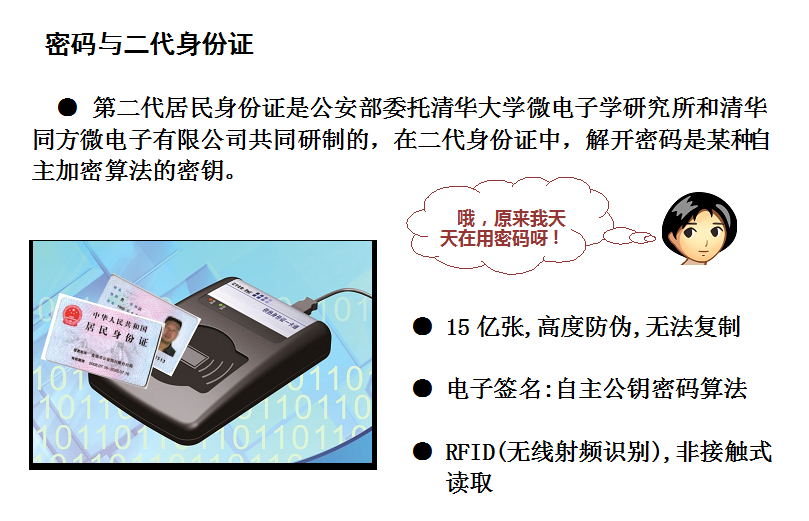 密码与二代身份证
● 第二代居民身份证是公安部委托清华大学微电子学研究所和清华
同方微电子有限公司共同研制的，在二代身份证中，解开密码是某种自
主加密算法的密钥。
哦，原来我天
天在用密码呀！
中华人民共和国
居民身份证
● 15亿张,高度防伪,无法复制
● 电子签名:自主公钥密码算法
● RFID(无线射频识别),非接触式
读取